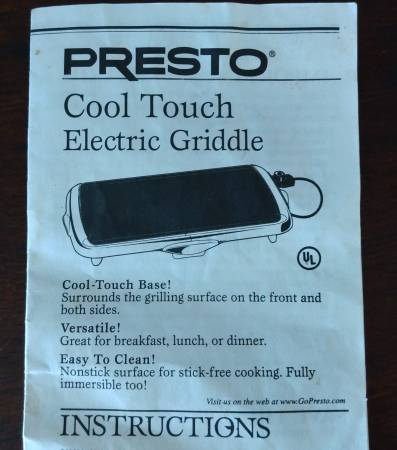 PRESTO®
Cool Touch
Electric Griddle
UL
Cool-Touch Base!
Surrounds the grilling surface on the front and
both sides.
Versatile!
Great for breakfast, lunch, or dinner.
Easy To Clean!
Nonstick surface for stick-free cooking. Fully
immersible too!
Visit us on the web at www.GoPresto.com
INSTRUCTIONS